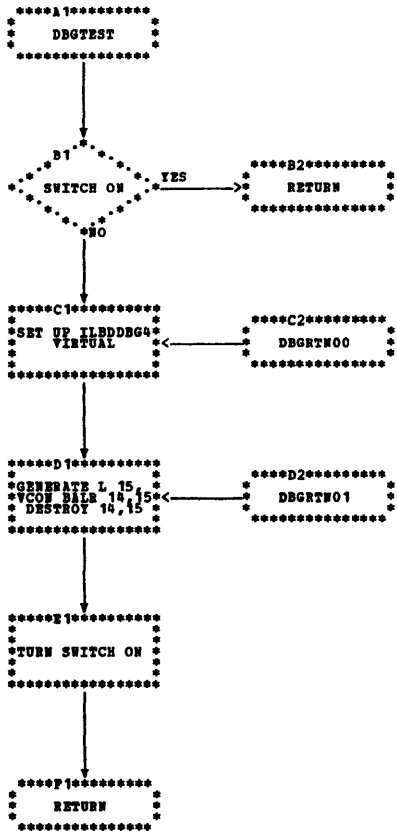 A1
DBGTEST
B1
SWITCH ON
YES
B2
RETURN
NO
C1
SET UP ILBDDBG4
VIRTUAL
C2
DBGRTN00
D1
GENERATE L 15,
VCON BALR 14,15
DESTROY 14,15
D2
DBGRTN01
E1
TURN SWITCH ON
F1
RETURN